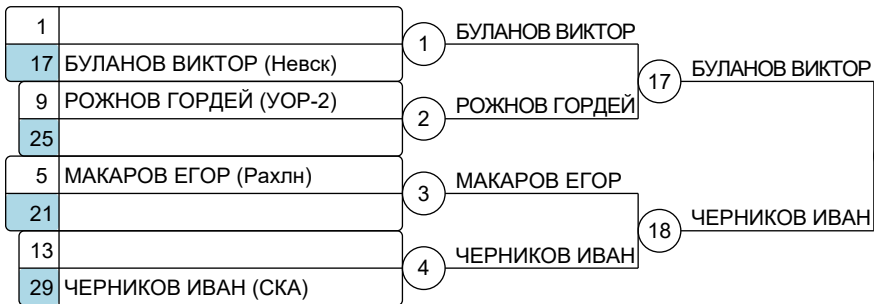 1
17 БУЛАНОВ ВИКТОР (Невск)
1 БУЛАНОВ ВИКТОР
9 РОЖНОВ ГОРДЕЙ (УОР-2)
25
2 РОЖНОВ ГОРДЕЙ
17 БУЛАНОВ ВИКТОР
5 МАКАРОВ ЕГОР (Рахлн)
21
3 МАКАРОВ ЕГОР
13
29 ЧЕРНИКОВ ИВАН (СКА)
4 ЧЕРНИКОВ ИВАН
18 ЧЕРНИКОВ ИВАН